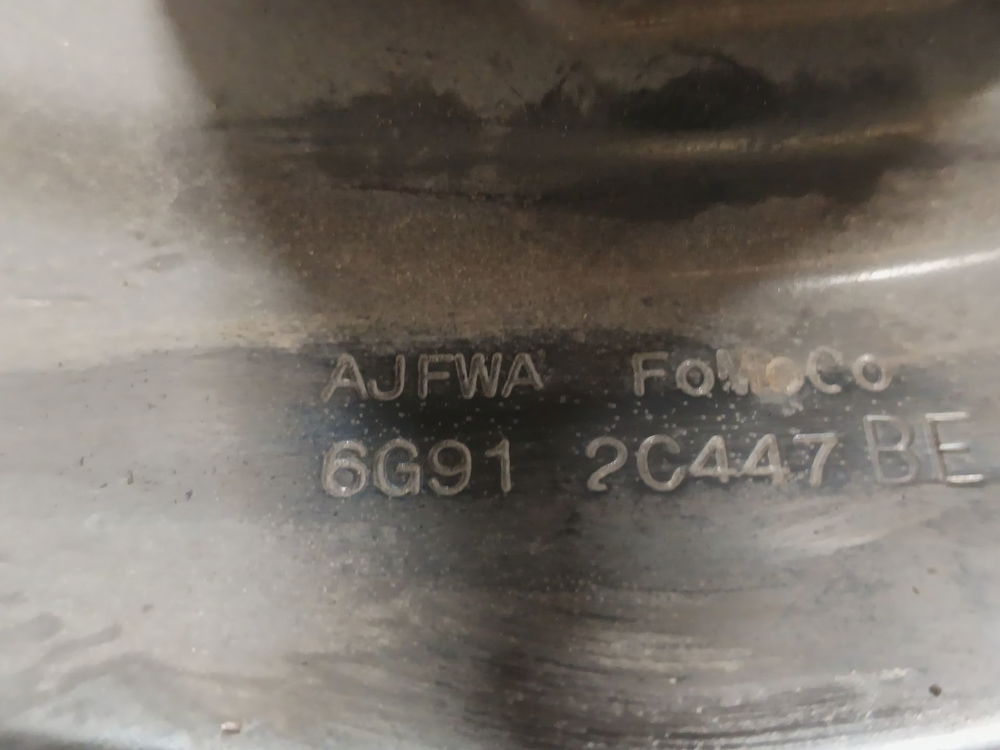 AJFWA FoMoCo
6G91 2C447 BE